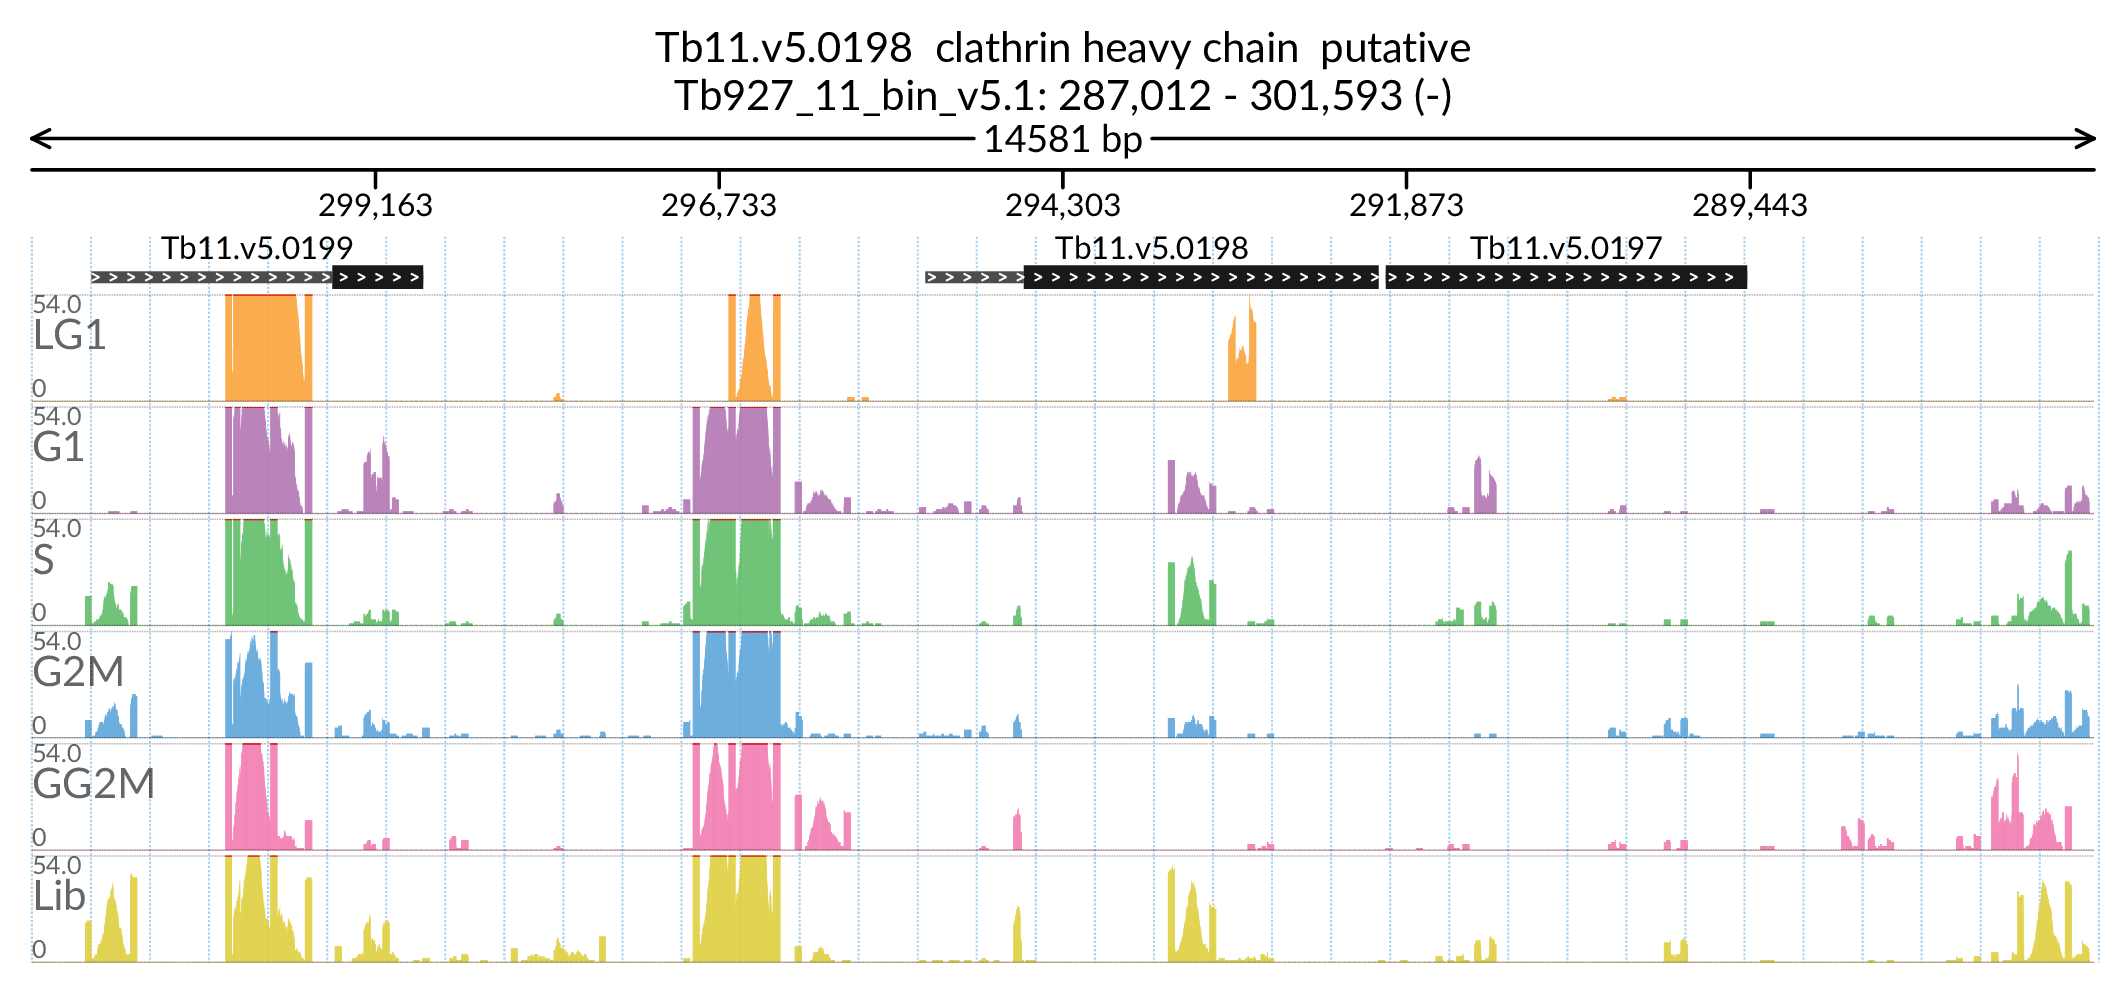 Tb11.v5.0198 clathrin heavy chain putative
Tb927_11_bin_v5.1: 287,012 - 301,593 (-)
14581 bp
299,163 296,733 294,303 291,873 289,443
Tb11.v5.0199 Tb11.v5.0198 Tb11.v5.0197
54.0
LG1
0
54.0
G1
0
54.0
S
0
54.0
G2M
0
54.0
GG2M
0
54.0
Lib
0